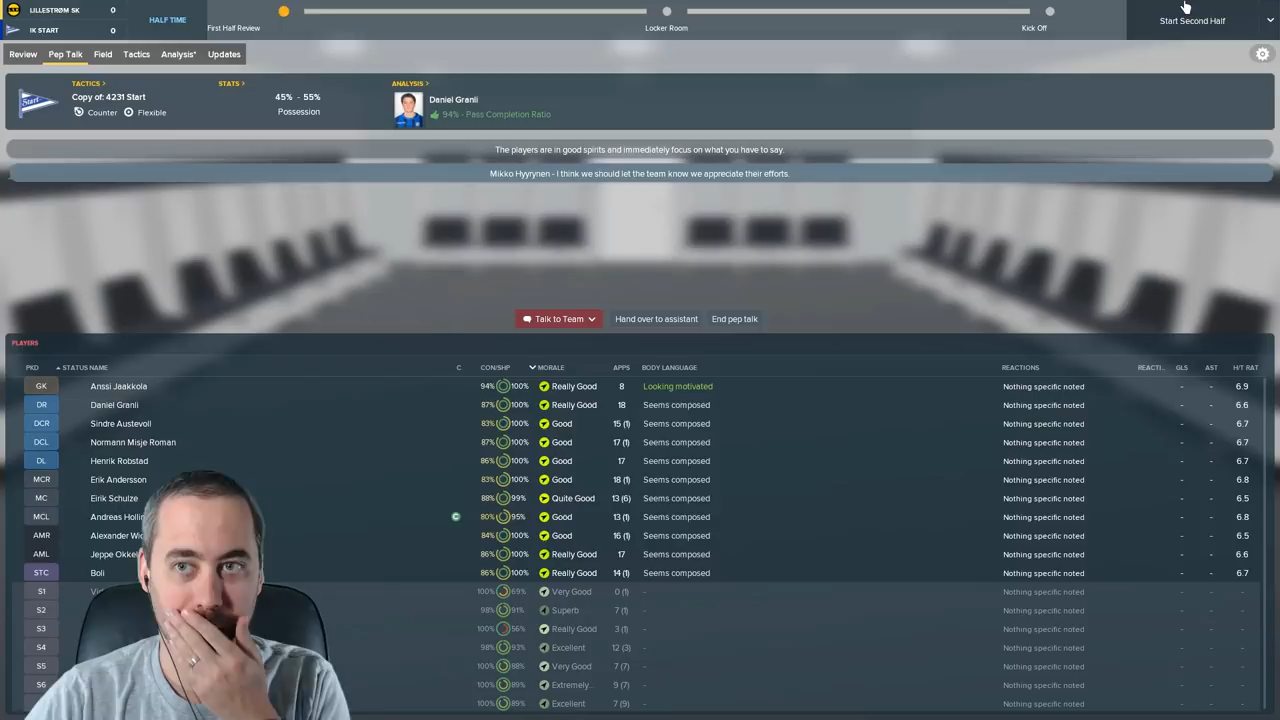 LILLESTRØM SK 0
IK START 0
HALF TIME
First Half Review
Locker Room
Kick Off
Start Second Half
Review Pep Talk Field Tactics Analysis* Updates
TACTICS > STATS > ANALYSIS >
Start
Copy of: 4231 Start
45% - 55%
Daniel Granli
Counter Flexible
Possession
94% - Pass Completion Ratio
The players are in good spirits and immediately focus on what you have to say.
Mikko Hyyrynen - I think we should let the team know we appreciate their efforts.
Talk to Team Hand over to assistant End pep talk
PLAYERS
PKD STATUS NAME C CON/SHP MORALE APPS BODY LANGUAGE REACTIONS REACTI... GLS AST H/T RAT
GK Anssi Jaakkola 94% 100% Really Good 8 Looking motivated Nothing specific noted - - 6.9
DR Daniel Granli 87% 100% Really Good 18 Seems composed Nothing specific noted - - 6.6
DCR Sindre Austevoll 83% 100% Good 15 (1) Seems composed Nothing specific noted - - 6.7
DCL Normann Misje Roman 87% 100% Good 17 (1) Seems composed Nothing specific noted - - 6.7
DL Henrik Robstad 86% 100% Good 17 Seems composed Nothing specific noted - - 6.7
MCR Erik Andersson 83% 100% Good 18 (1) Seems composed Nothing specific noted - - 6.8
MC Eirik Schulze 88% 99% Quite Good 13 (6) Seems composed Nothing specific noted - - 6.5
MCL Andreas Hollin C 80% 95% Good 13 (1) Seems composed Nothing specific noted - - 6.8
AMR Alexander 84% 100% Good 16 (1) Seems composed Nothing specific noted - - 6.5
AML Jeppe Okkel 86% 100% Really Good 17 Seems composed Nothing specific noted - - 6.6
STC Boli 86% 100% Really Good 14 (1) Seems composed Nothing specific noted - - 6.7
S1 100% 69% Very Good 0 (1) - Nothing specific noted - - -
S2 98% 91% Superb 7 (1) - Nothing specific noted - - -
S3 100% 56% Really Good 3 (1) - Nothing specific noted - - -
S4 98% 93% Excellent 12 (3) - Nothing specific noted - - -
S5 100% 88% Very Good 7 (7) - Nothing specific noted - - -
S6 100% 89% Extremely... 9 (7) - Nothing specific noted - - -
100% 89% Excellent 7 (9) - Nothing specific noted - - -